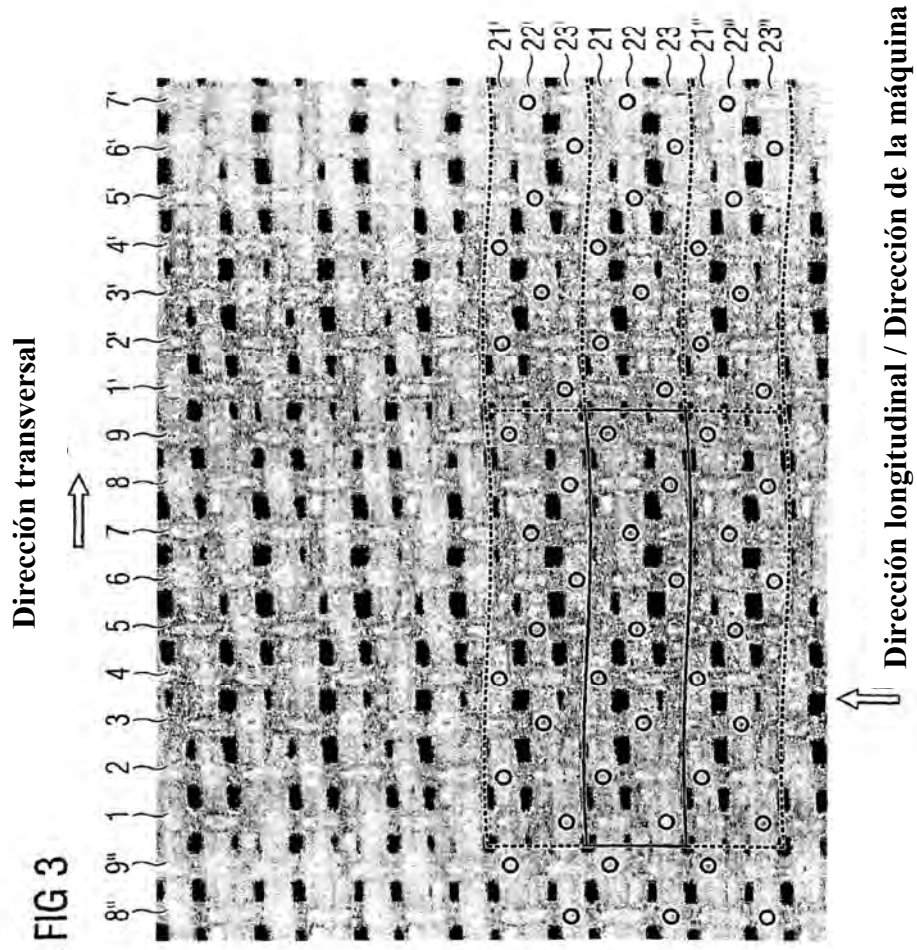 FIG 3
Dirección transversal
8" 9" 1 2 3 4 5 6 7 8 9 1' 2' 3' 4' 5' 6' 7'
21'
22'
23'
21
22
23
21"
22"
23"
Dirección longitudinal / Dirección de la máquina